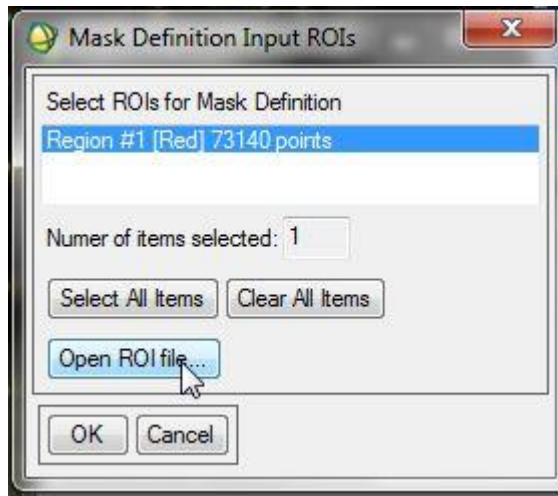 Mask Definition Input ROIs
Select ROIs for Mask Definition
Region #1 [Red] 73140 points
Numer of items selected: 1
Select All Items Clear All Items
Open ROI file...
OK Cancel